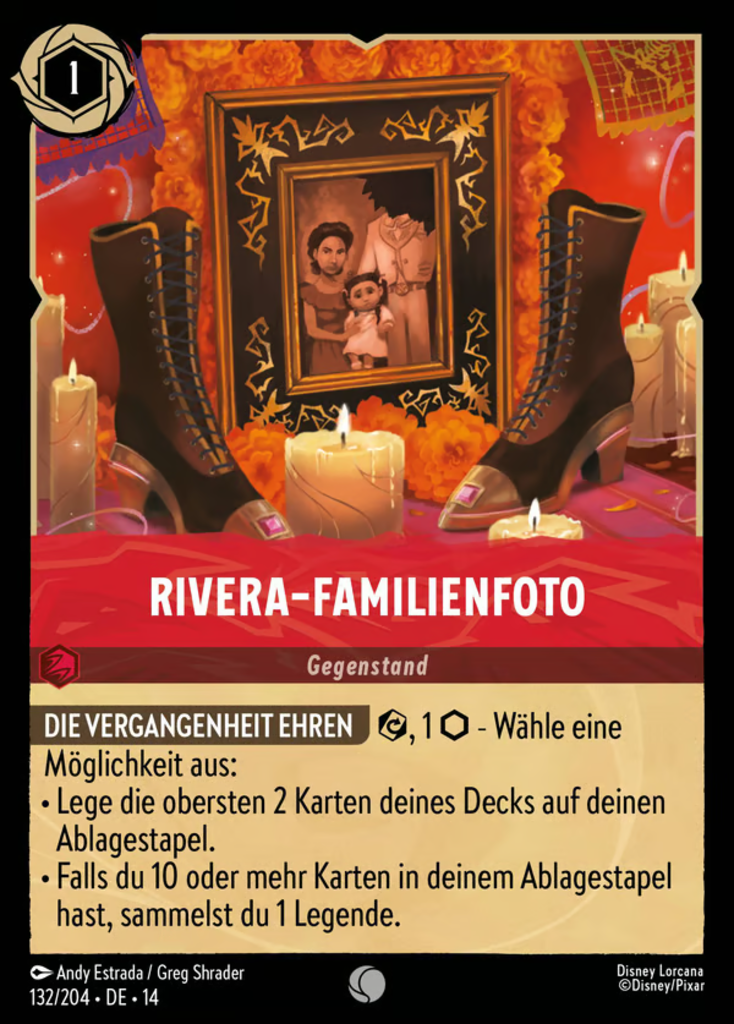 1
RIVERA-FAMILIENFOTO
Gegenstand
DIE VERGANGENHEIT EHREN , 1 - Wähle eine
Möglichkeit aus:
• Lege die obersten 2 Karten deines Decks auf deinen
Ablagestapel.
• Falls du 10 oder mehr Karten in deinem Ablagestapel
hast, sammelst du 1 Legende.
Andy Estrada / Greg Shrader
132/204 • DE • 14
Disney Lorcana
©Disney/Pixar